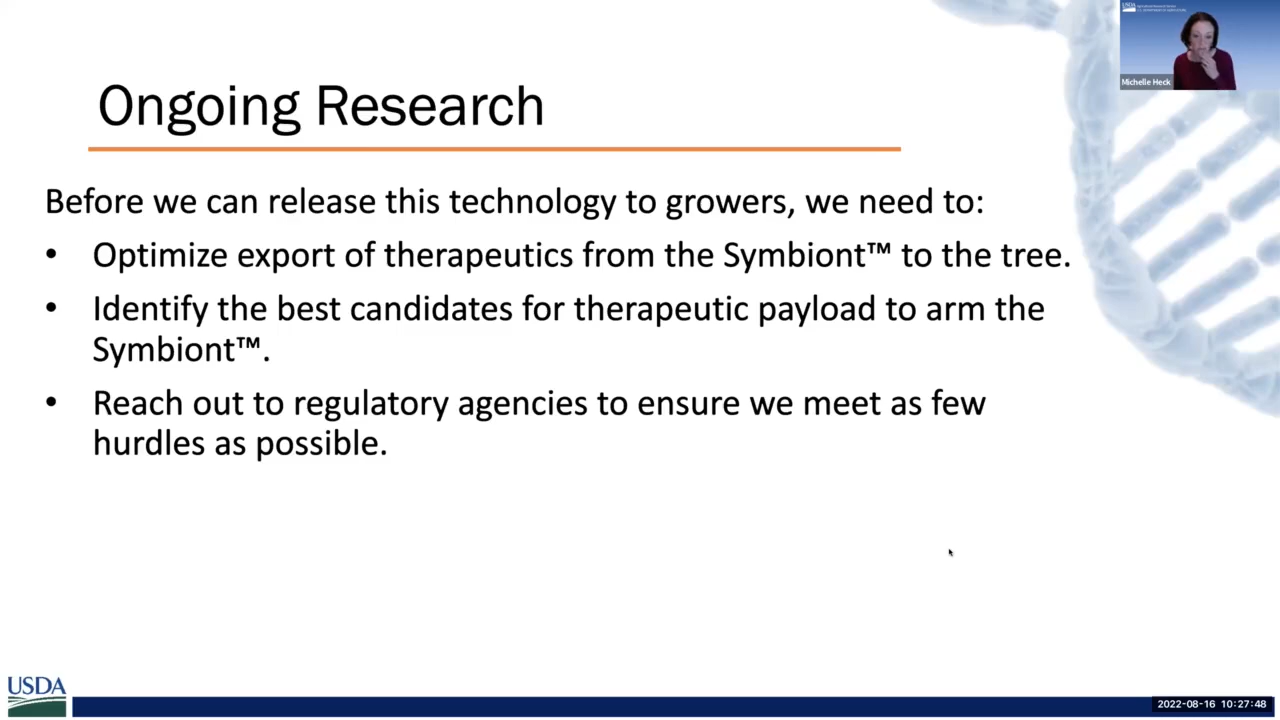 Ongoing Research
Before we can release this technology to growers, we need to:
• Optimize export of therapeutics from the Symbiont™ to the tree.
• Identify the best candidates for therapeutic payload to arm the
Symbiont™.
• Reach out to regulatory agencies to ensure we meet as few
hurdles as possible.
USDA
Michelle Heck
USDA
2022-08-16 10:27:48